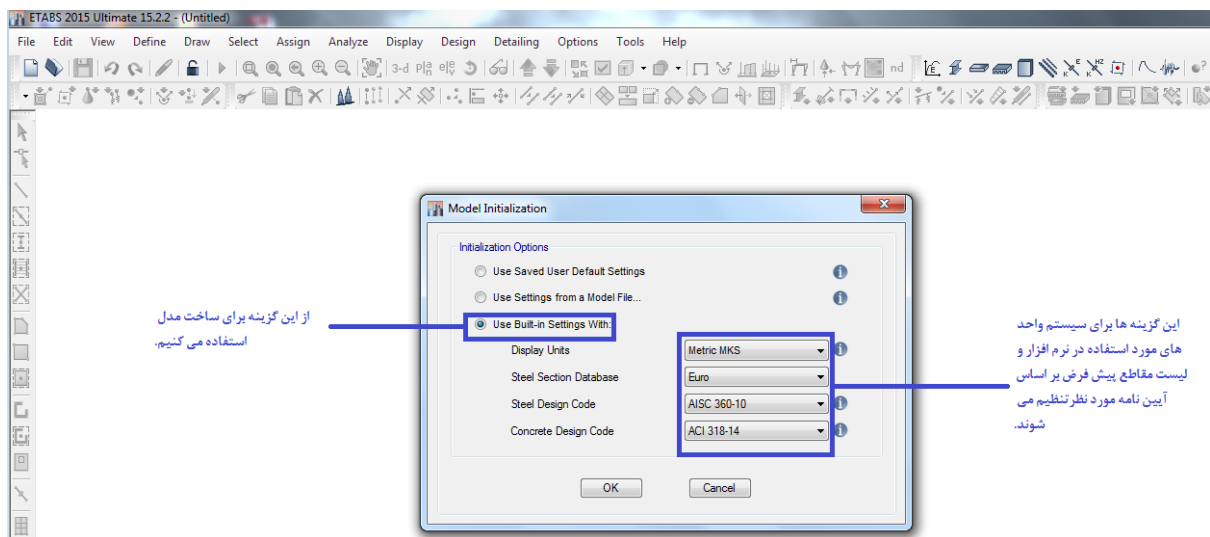 ETABS 2015 Ultimate 15.2.2 - (Untitled)
File Edit View Define Draw Select Assign Analyze Display Design Detailing Options Tools Help
3-d
nd
Model Initialization
Initialization Options
Use Saved User Default Settings
Use Settings from a Model File...
Use Built-in Settings With:
Display Units Metric MKS
Steel Section Database Euro
Steel Design Code AISC 360-10
Concrete Design Code ACI 318-14
OK Cancel
از این گزینه برای ساخت مدل
استفاده می کنیم.
این گزینه ها برای سیستم واحد
های مورد استفاده در نرم افزار و
لیست مقاطع پیش فرض بر اساس
آیین نامه مورد نظر تنظیم می
شوند.